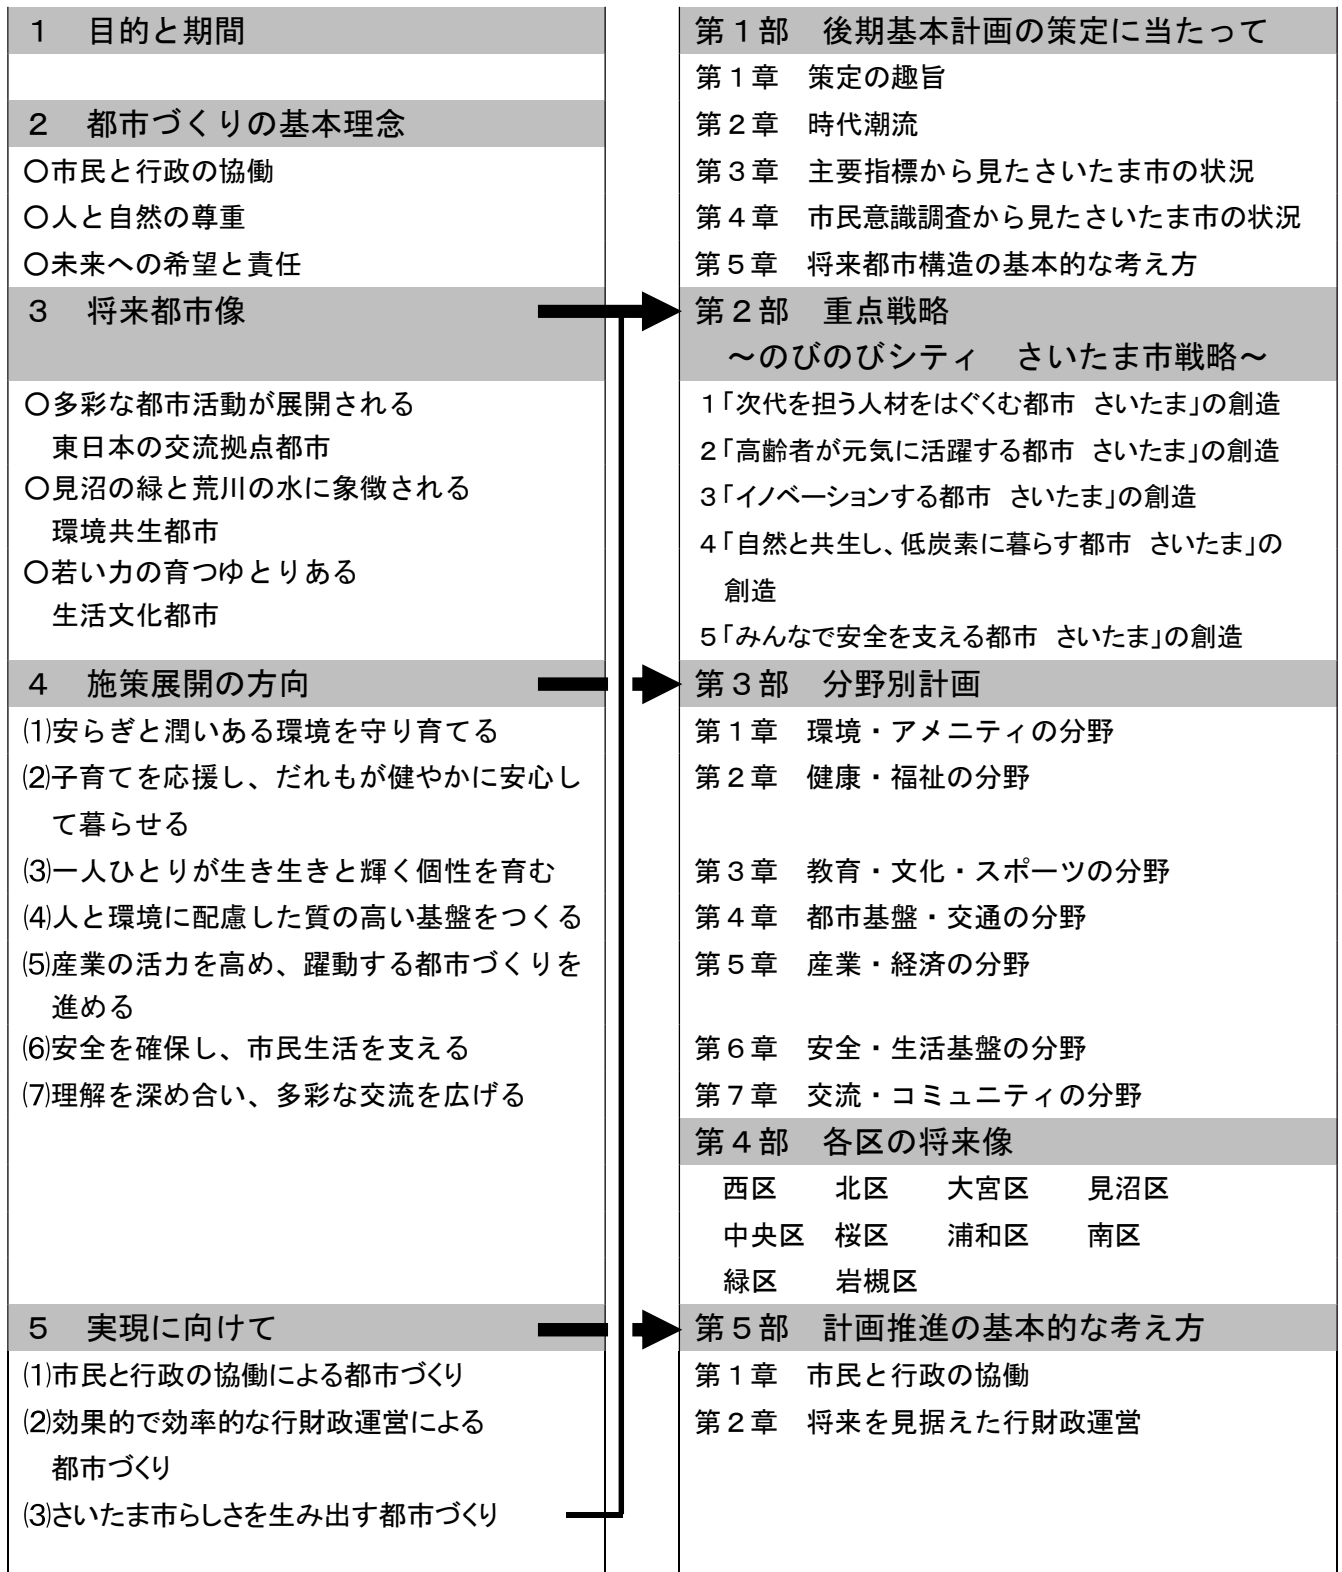 1　目的と期間
2　都市づくりの基本理念
〇市民と行政の協働
〇人と自然の尊重
〇未来への希望と責任
3　将来都市像
〇多彩な都市活動が展開される
東日本の交流拠点都市
〇見沼の緑と荒川の水に象徴される
環境共生都市
〇若い力の育つゆとりある
生活文化都市
4　施策展開の方向
⑴安らぎと潤いある環境を守り育てる
⑵子育てを応援し、だれもが健やかに安心し
て暮らせる
⑶一人ひとりが生き生きと輝く個性を育む
⑷人と環境に配慮した質の高い基盤をつくる
⑸産業の活力を高め、躍動する都市づくりを
進める
⑹安全を確保し、市民生活を支える
⑺理解を深め合い、多彩な交流を広げる
5　実現に向けて
⑴市民と行政の協働による都市づくり
⑵効果的で効率的な行財政運営による
都市づくり
⑶さいたま市らしさを生み出す都市づくり
第1部　後期基本計画の策定に当たって
第1章　策定の趣旨
第2章　時代潮流
第3章　主要指標から見たさいたま市の状況
第4章　市民意識調査から見たさいたま市の状況
第5章　将来都市構造の基本的な考え方
第2部　重点戦略
～のびのびシティ　さいたま市戦略～
1「次代を担う人材をはぐくむ都市　さいたま」の創造
2「高齢者が元気に活躍する都市　さいたま」の創造
3「イノベーションする都市　さいたま」の創造
4「自然と共生し、低炭素に暮らす都市　さいたま」の
創造
5「みんなで安全を支える都市　さいたま」の創造
第3部　分野別計画
第1章　環境・アメニティの分野
第2章　健康・福祉の分野
第3章　教育・文化・スポーツの分野
第4章　都市基盤・交通の分野
第5章　産業・経済の分野
第6章　安全・生活基盤の分野
第7章　交流・コミュニティの分野
第4部　各区の将来像
西区　北区　大宮区　見沼区
中央区　桜区　浦和区　南区
緑区　岩槻区
第5部　計画推進の基本的な考え方
第1章　市民と行政の協働
第2章　将来を見据えた行財政運営